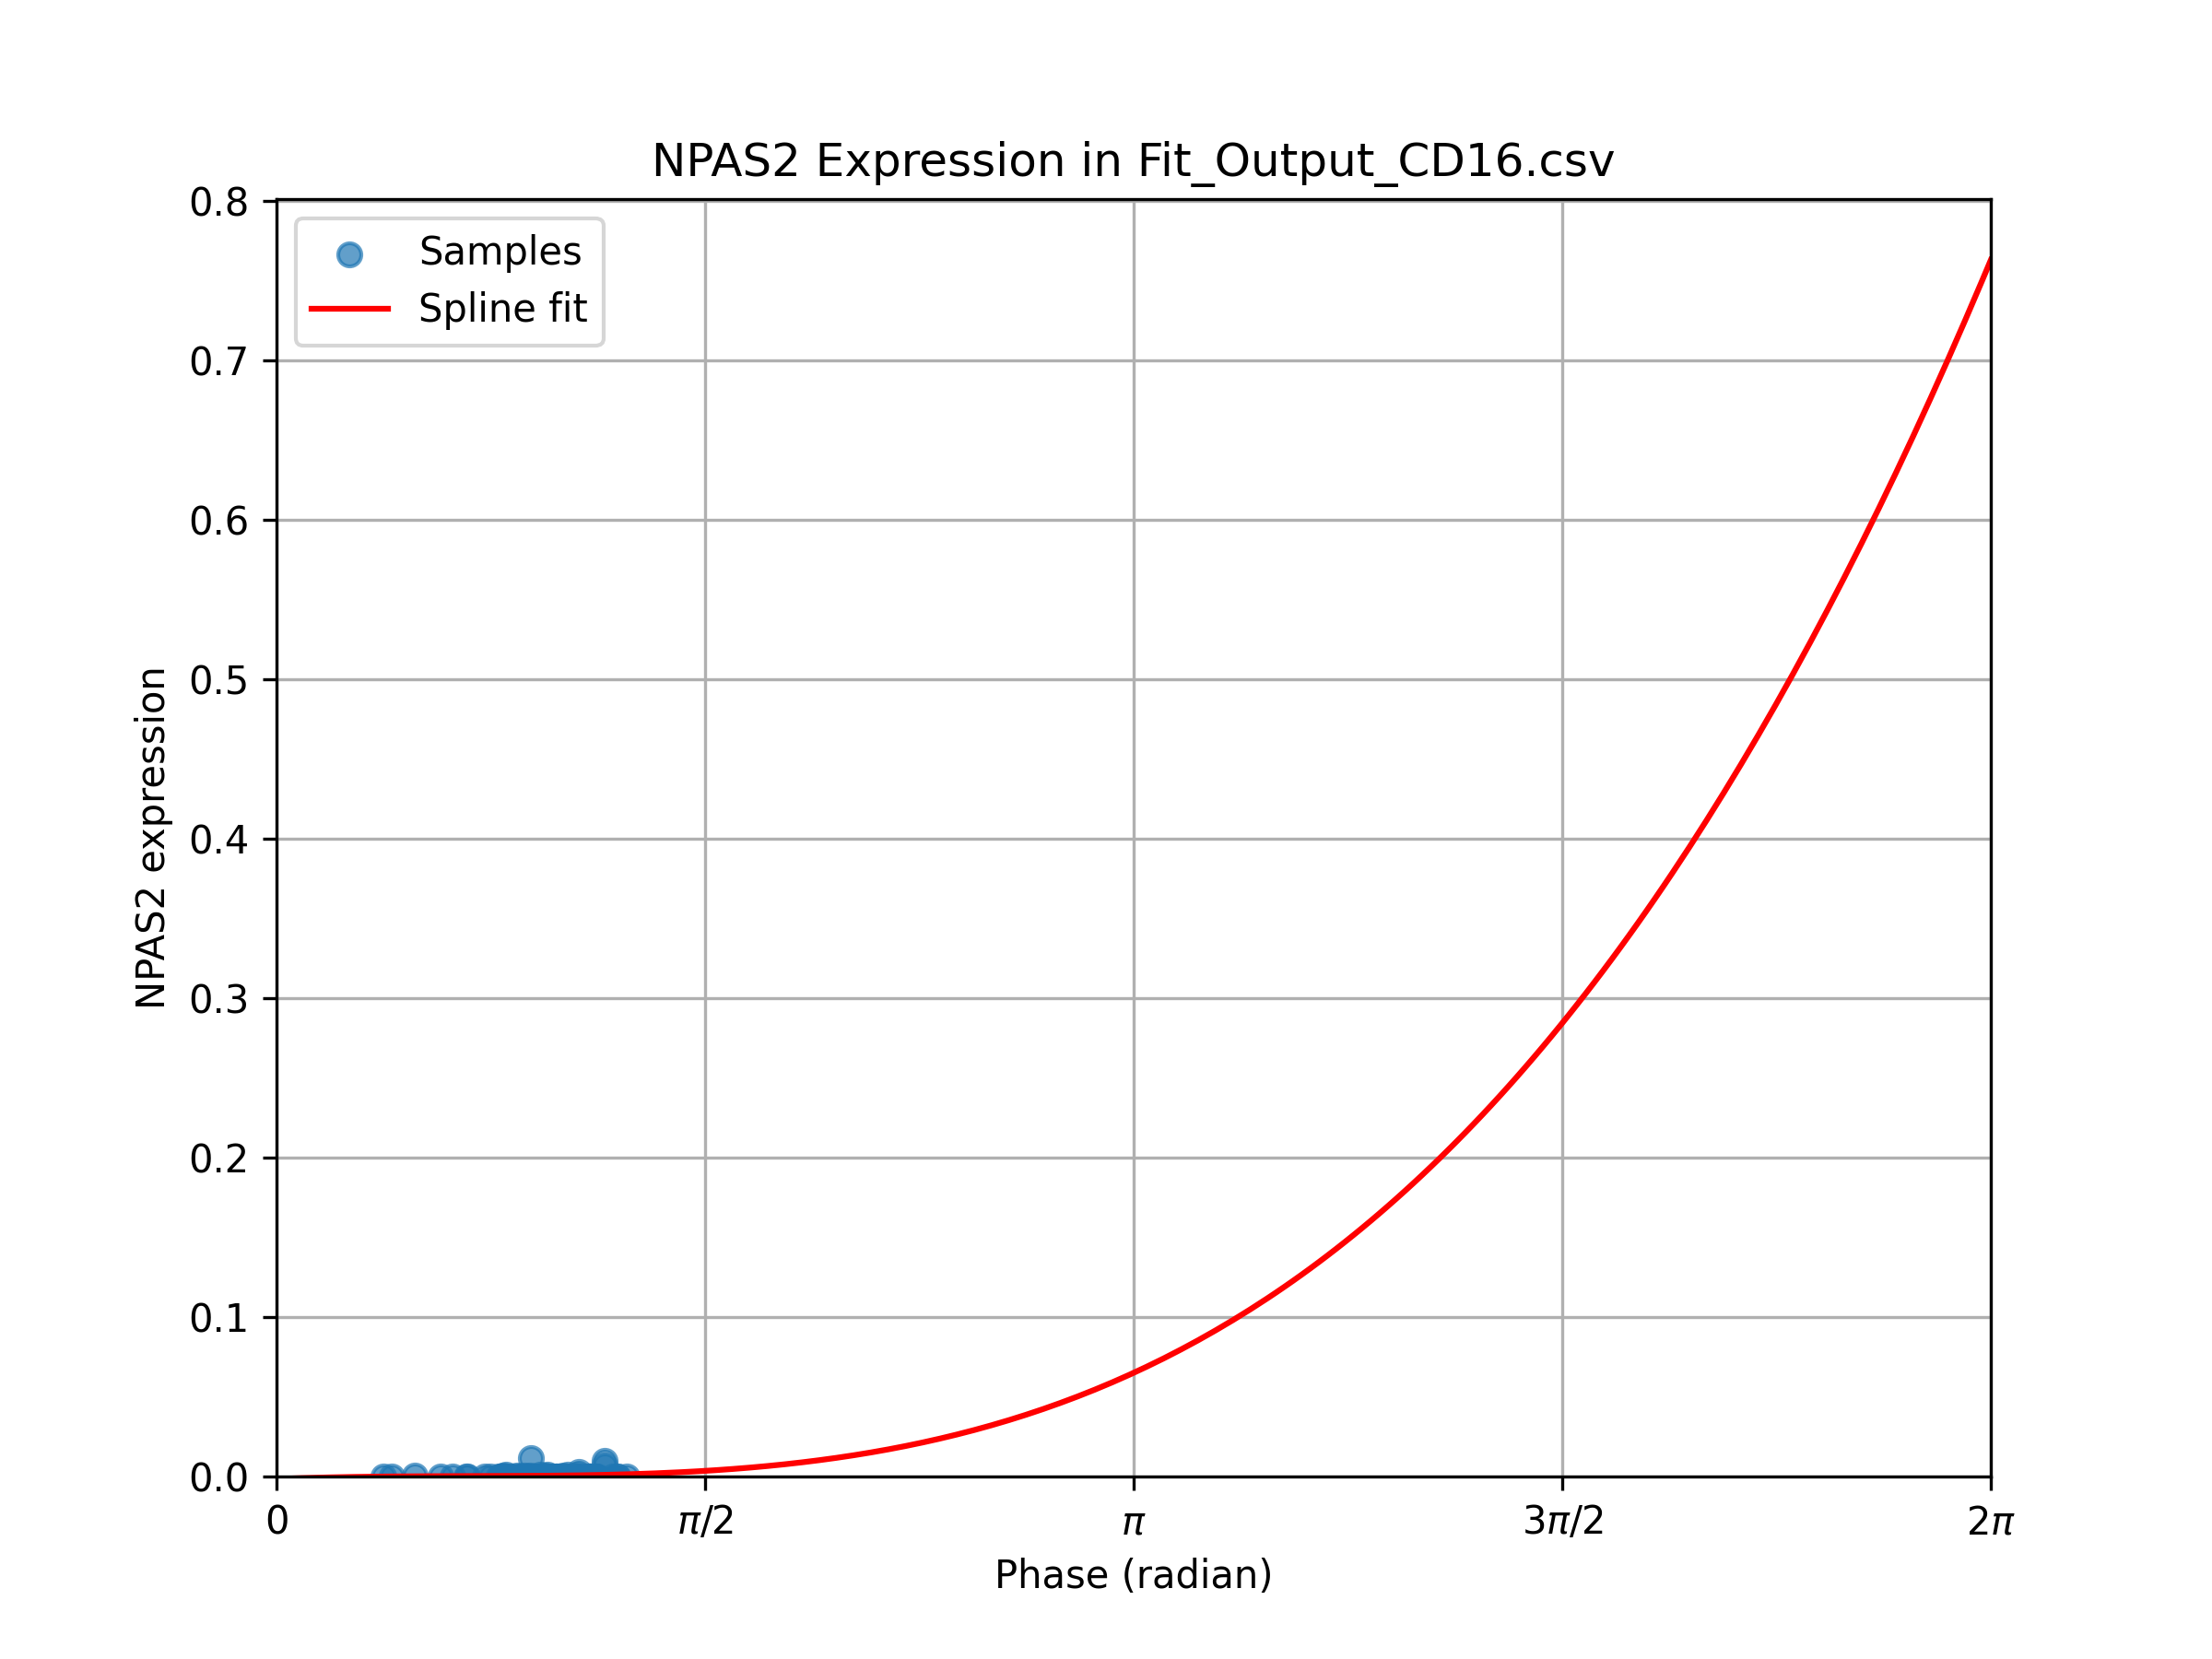 NPAS2 Expression in Fit_Output_CD16.csv
Samples
Spline fit
0.8
0.7
0.6
0.5
0.4
0.3
0.2
0.1
0.0
NPAS2 expression
0 π/2 π 3π/2 2π
Phase (radian)